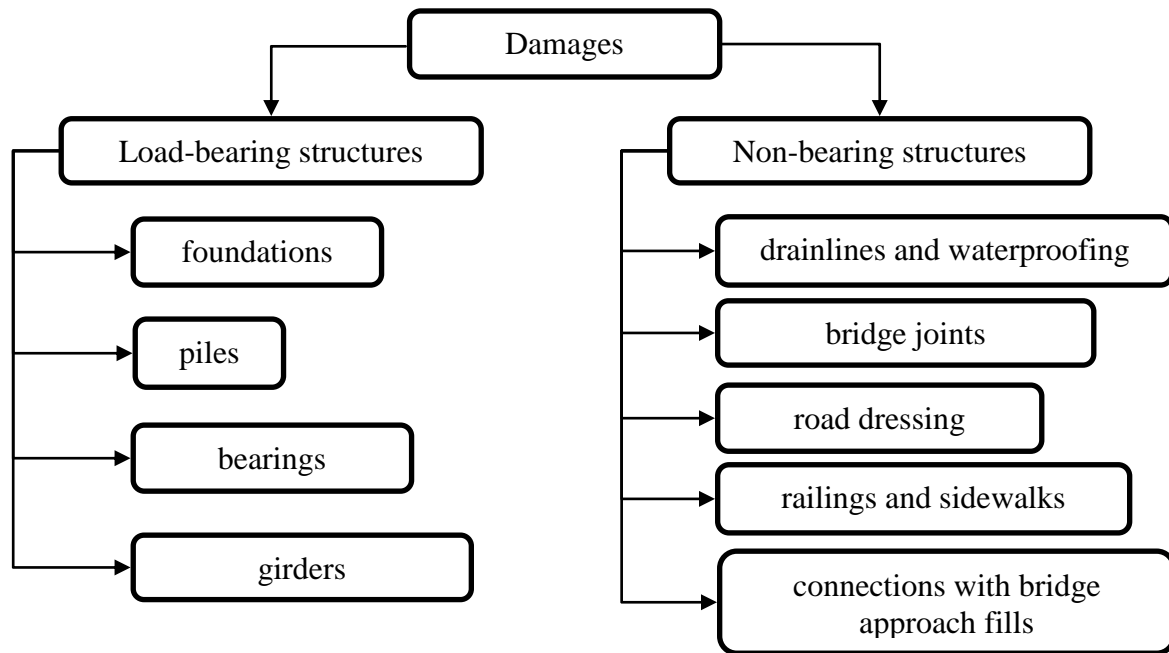 Damages
Load-bearing structures
foundations
piles
bearings
girders
Non-bearing structures
drainlines and waterproofing
bridge joints
road dressing
railings and sidewalks
connections with bridge
approach fills